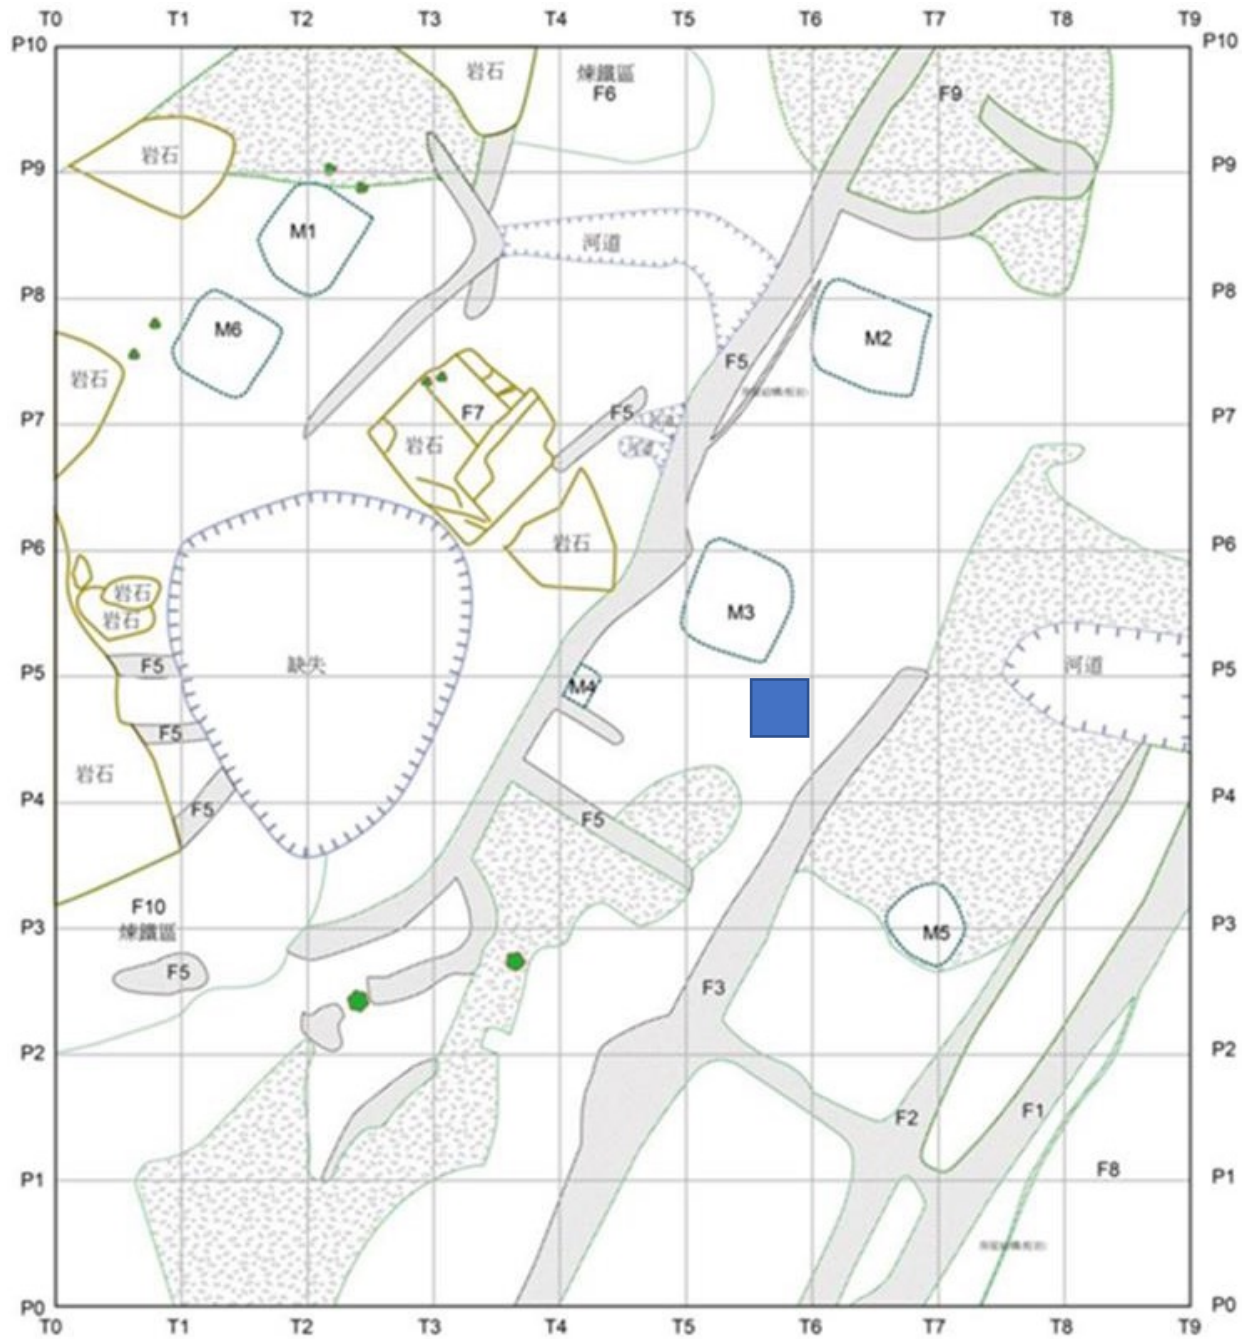 T0 T1 T2 T3 T4 T5 T6 T7 T8 T9
P10 P10
岩石 煉鐵區
F6 F9
岩石
P9 P9
M1 河道
P8 P8
M6 M2
F5
岩石
F7 F5
P7 P7
岩石
P6 岩石 P6
岩石
岩石 M3
P5 F5 缺失 河道 P5
M4
F5
岩石
P4 F5 F5 P4
F10
煉鐵區
P3 M5 P3
F5 F3
P2 P2
F2 F1
P1 F8 P1
P0 P0
T0 T1 T2 T3 T4 T5 T6 T7 T8 T9